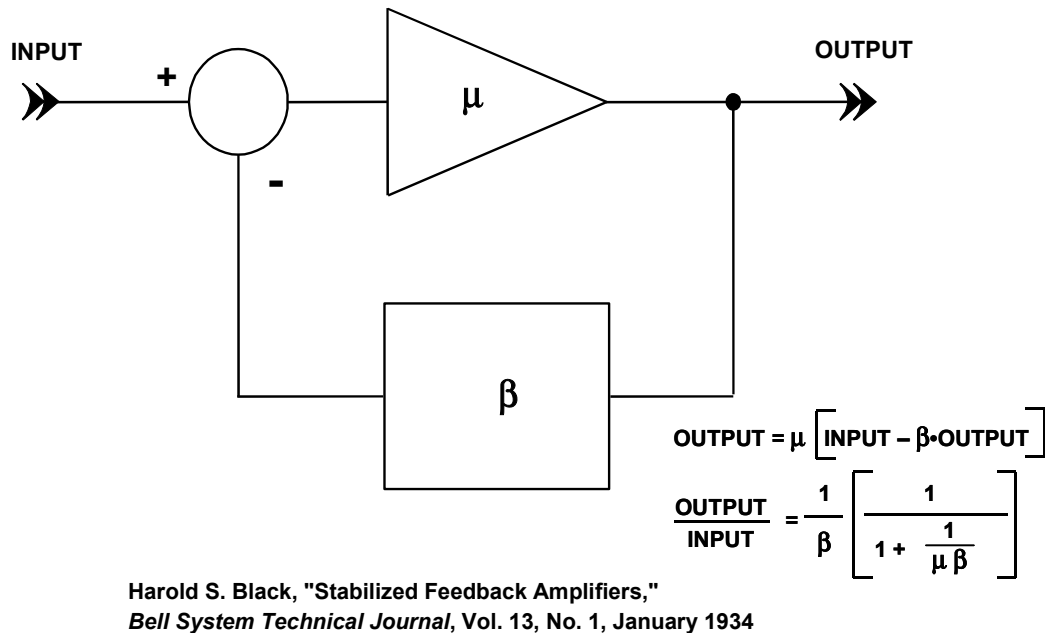 INPUT
OUTPUT
+
μ
-
β
OUTPUT = μ [INPUT – β•OUTPUT]
OUTPUT/INPUT = 1/β [1/(1 + 1/(μ β))]
Harold S. Black, "Stabilized Feedback Amplifiers,"
Bell System Technical Journal, Vol. 13, No. 1, January 1934